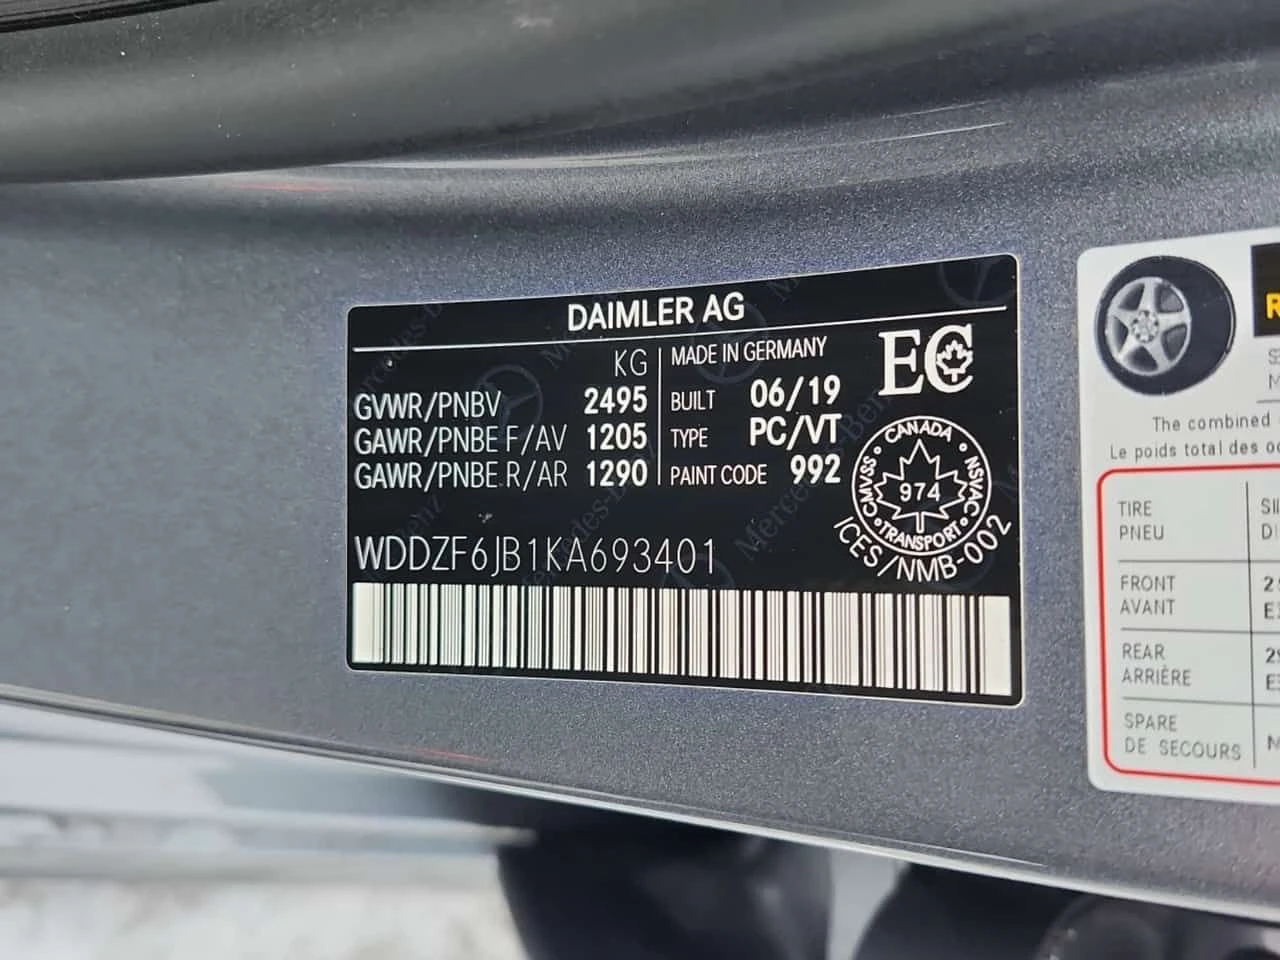 DAIMLER AG
KG
GVWR/PNBV 2495
GAWR/PNBE F/AV 1205
GAWR/PNBE R/AR 1290
MADE IN GERMANY
BUILT 06/19
TYPE PC/VT
PAINT CODE 992
EC
CANADA
CMVSS 974 NSVAC
TRANSPORT
ICES/NMB-002
WDDZF6JB1KA693401
The combined
Le poids total des oc
TIRE
PNEU
FRONT
AVANT
REAR
ARRIÈRE
SPARE
DE SECOURS